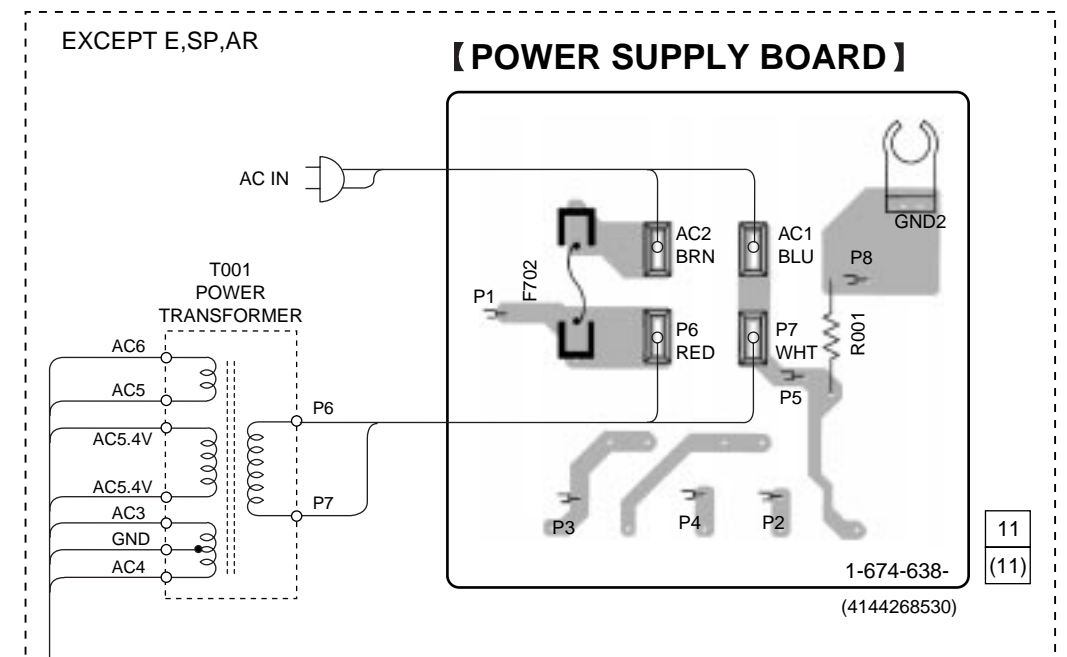 EXCEPT E,SP,AR
【POWER SUPPLY BOARD】
AC IN
GND2
AC2
BRN
AC1
BLU
P8
F702
P1
P6
RED
P7
WHT
R001
P5
T001
POWER
TRANSFORMER
AC6
AC5
AC5.4V
AC5.4V
AC3
GND
AC4
P6
P7
P3
P4
P2
11
(11)
1-674-638-
(4144268530)